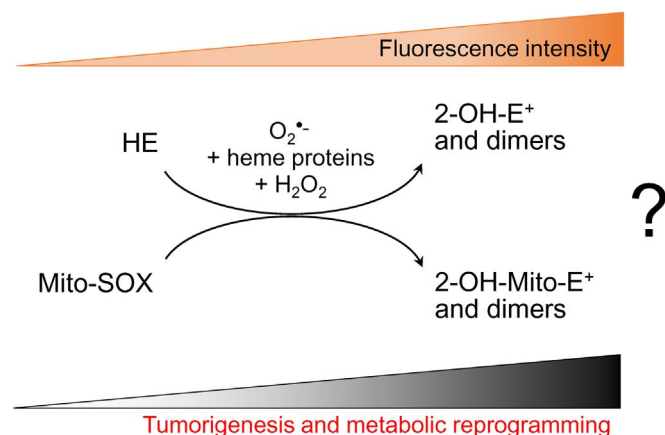 Fluorescence intensity
HE
O₂•-
+ heme proteins
+ H₂O₂
2-OH-E⁺
and dimers
?
Mito-SOX
2-OH-Mito-E⁺
and dimers
Tumorigenesis and metabolic reprogramming